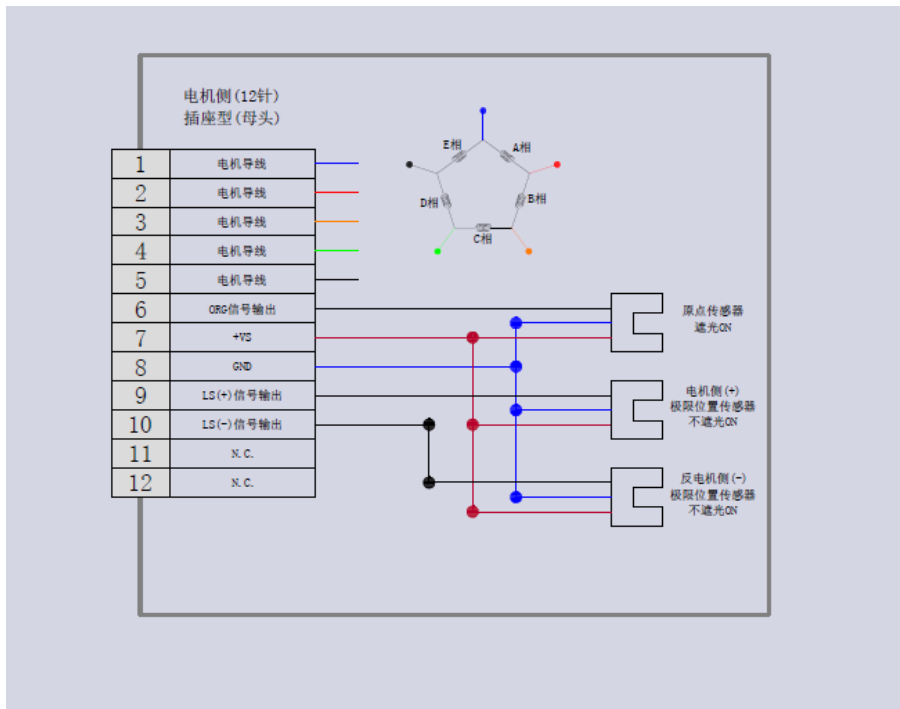 电机侧(12针)
插座型(母头)
E相
A相
D相
B相
C相
1 电机导线
2 电机导线
3 电机导线
4 电机导线
5 电机导线
6 ORG信号输出
7 +VS
8 GND
9 LS(+)信号输出
10 LS(-)信号输出
11 N.C.
12 N.C.
原点传感器
遮光ON
电机侧(+)
极限位置传感器
不遮光ON
反电机侧(-)
极限位置传感器
不遮光ON